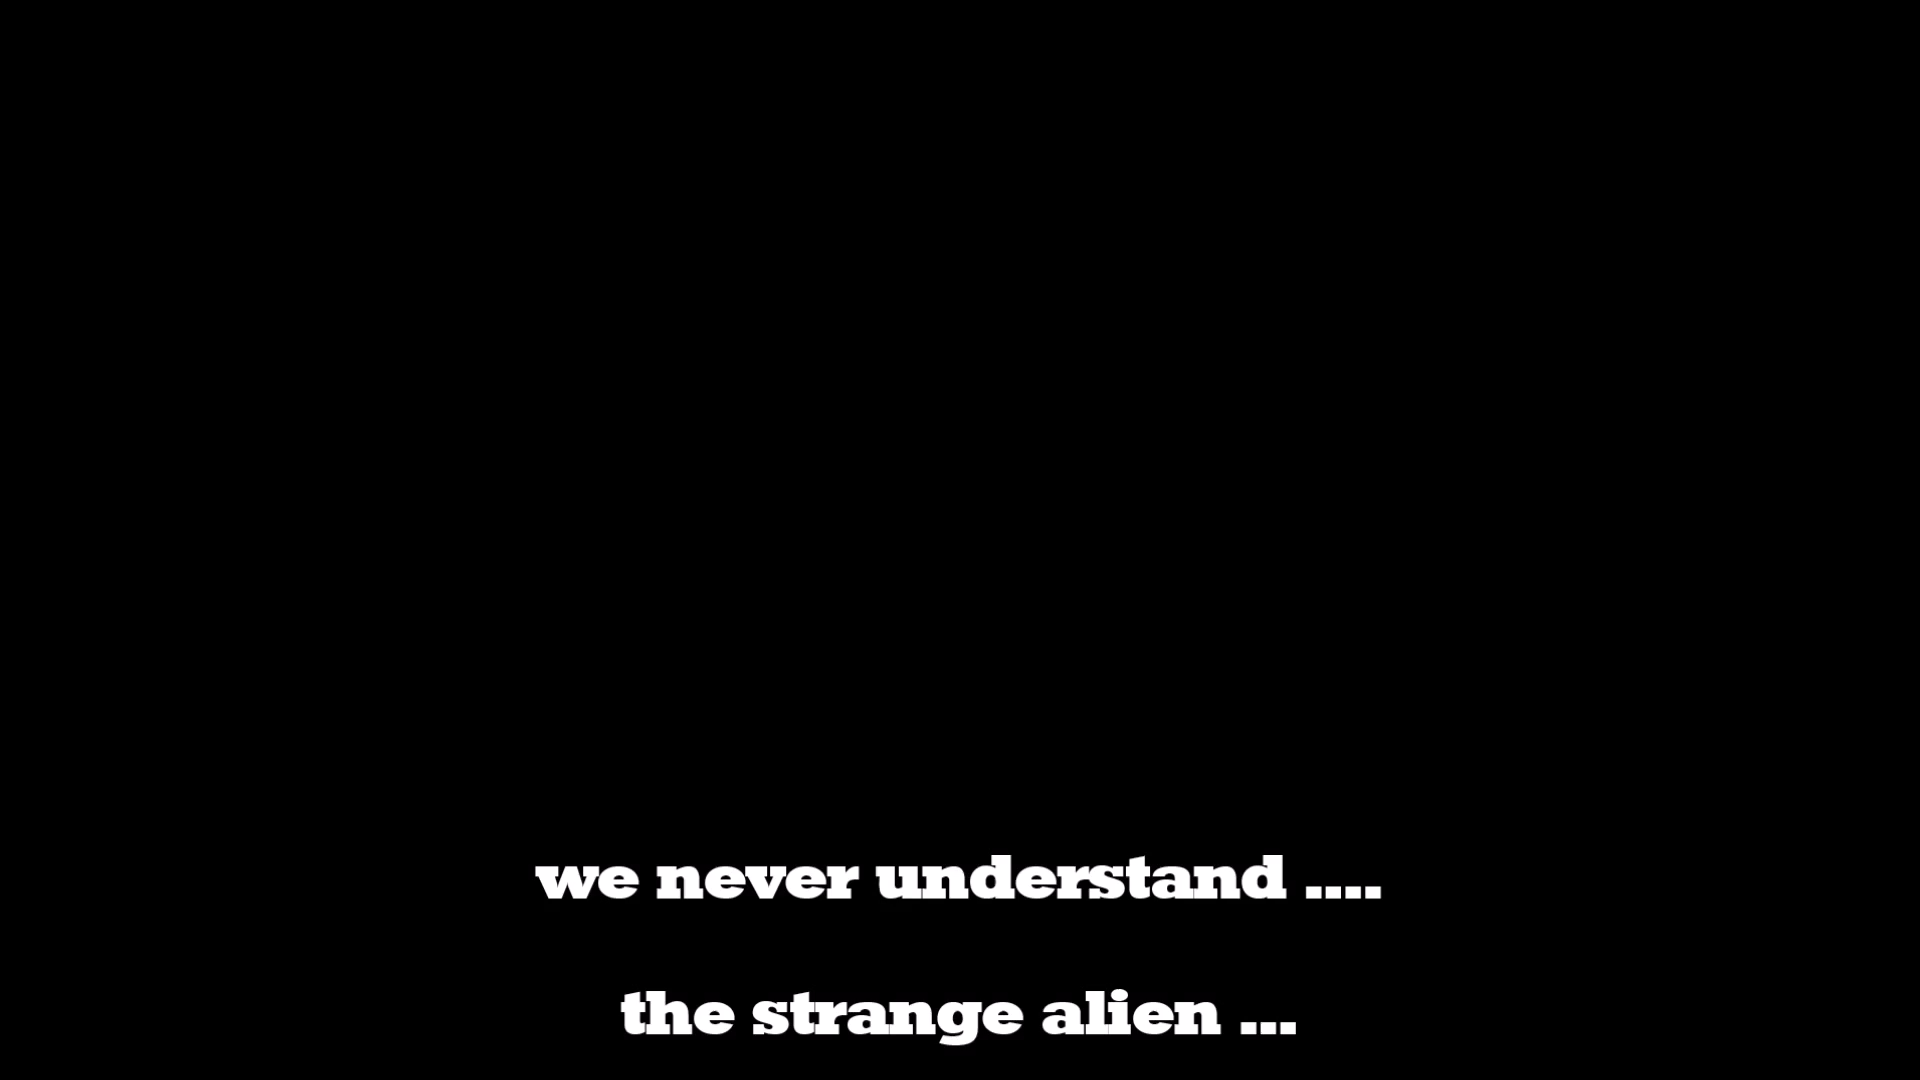 we never understand ....
the strange alien ...